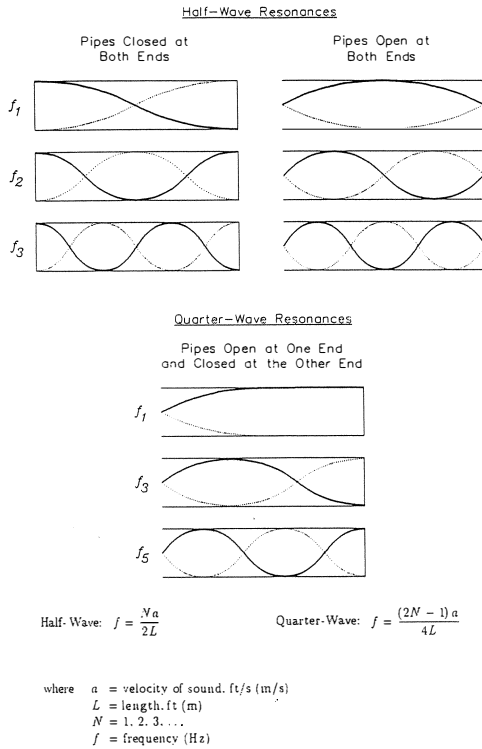 Half-Wave Resonances
Pipes Closed at
Both Ends
Pipes Open at
Both Ends
f1
f2
f3
Quarter-Wave Resonances
Pipes Open at One End
and Closed at the Other End
f1
f3
f5
Half-Wave: f = Na / 2L
Quarter-Wave: f = (2N − 1) a / 4L
where a = velocity of sound. ft/s (m/s)
L = length. ft (m)
N = 1. 2. 3. ...
f = frequency (Hz)